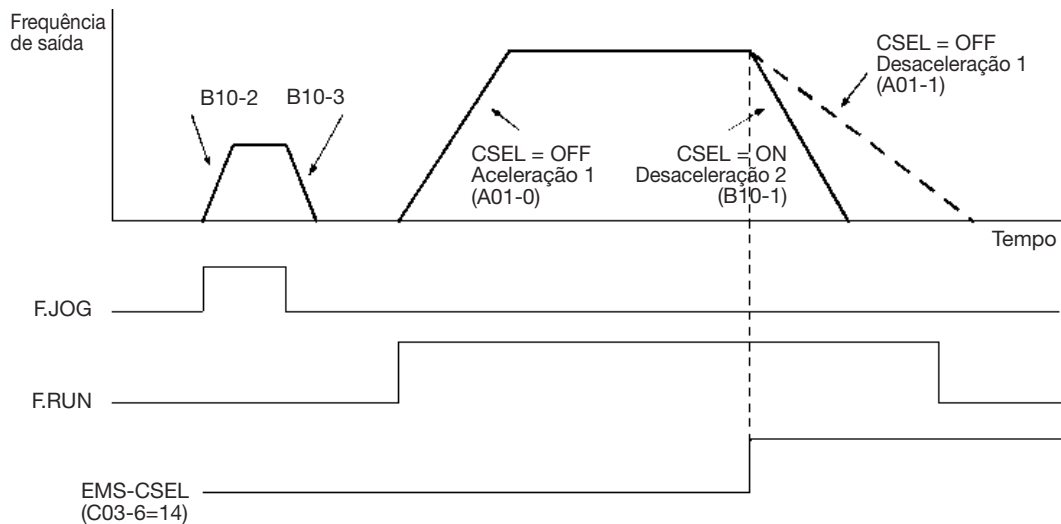 Frequência
de saída
B10-2
B10-3
CSEL = OFF
Aceleração 1
(A01-0)
CSEL = ON
Desaceleração 2
(B10-1)
CSEL = OFF
Desaceleração 1
(A01-1)
Tempo
F.JOG
F.RUN
EMS-CSEL
(C03-6=14)